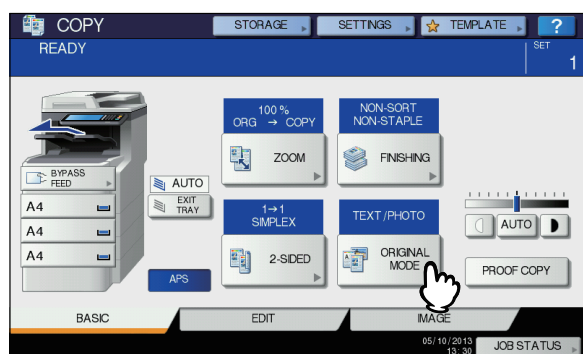 COPY
STORAGE
SETTINGS
TEMPLATE
?
READY
SET
1
100 %
ORG → COPY
NON-SORT
NON-STAPLE
ZOOM
FINISHING
BYPASS
FEED
A4
A4
A4
AUTO
EXIT
TRAY
APS
1→1
SIMPLEX
TEXT/PHOTO
2-SIDED
ORIGINAL
MODE
AUTO
PROOF COPY
BASIC
EDIT
IMAGE
05/10/2013
13:30
JOB STATUS